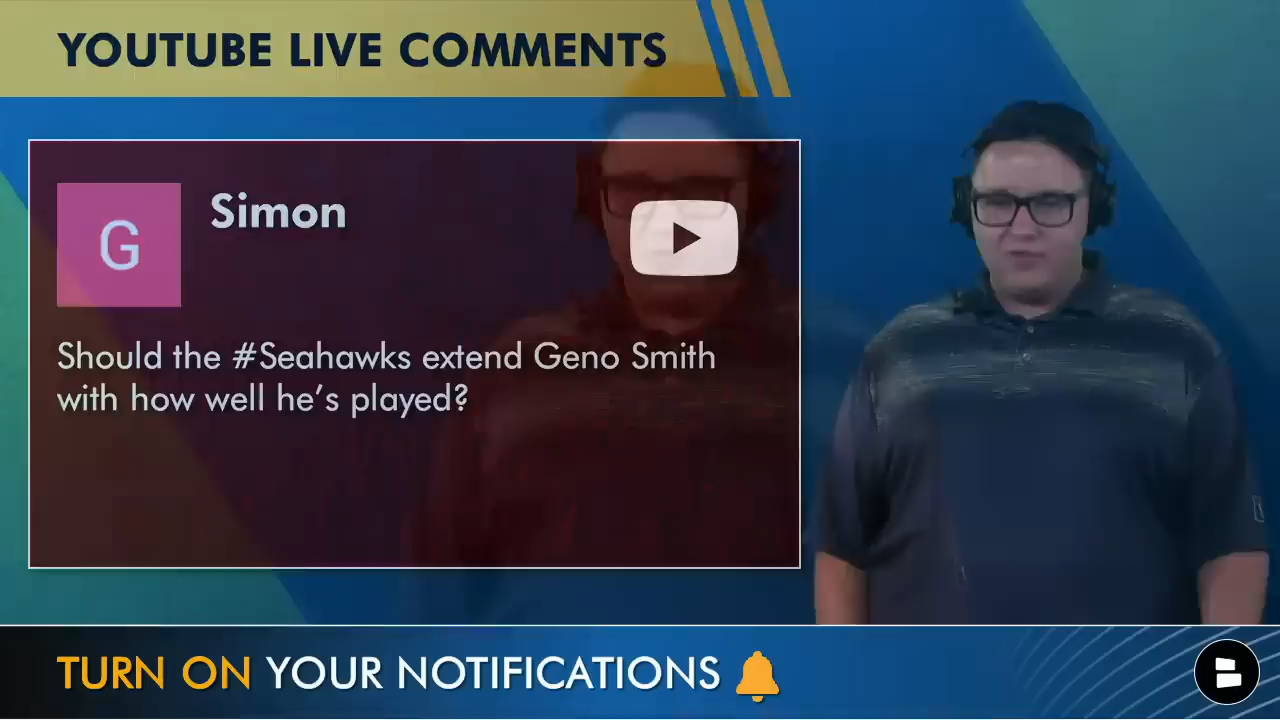 YOUTUBE LIVE COMMENTS
G
Simon
Should the #Seahawks extend Geno Smith
with how well he's played?
TURN ON YOUR NOTIFICATIONS